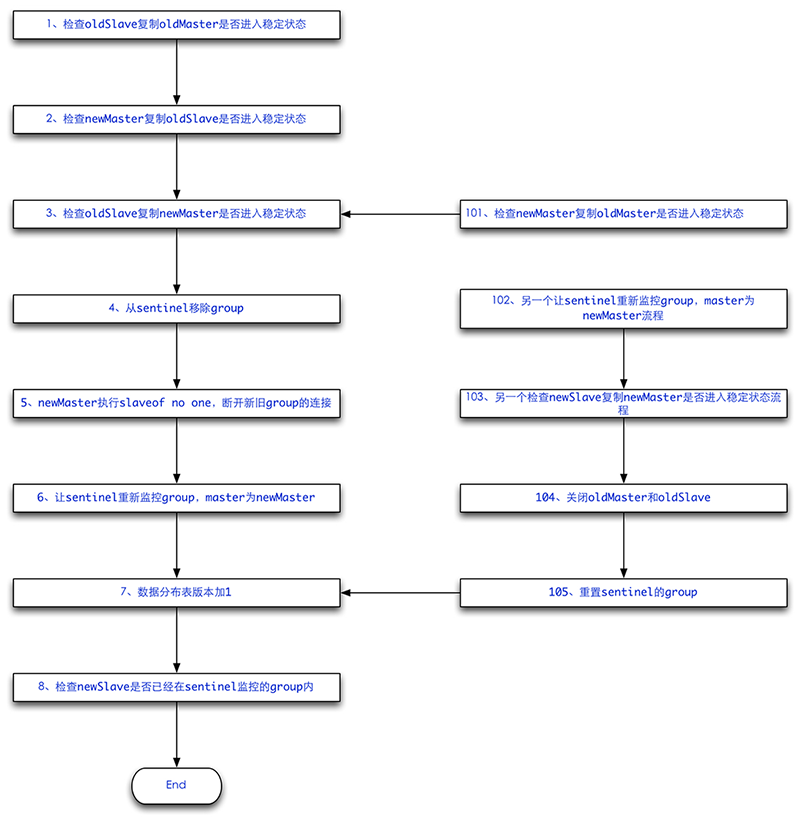 1、检查oldSlave复制oldMaster是否进入稳定状态
2、检查newMaster复制oldSlave是否进入稳定状态
3、检查oldSlave复制newMaster是否进入稳定状态
101、检查newMaster复制oldMaster是否进入稳定状态
4、从sentinel移除group
102、另一个让sentinel重新监控group，master为
newMaster流程
5、newMaster执行slaveof no one，断开新旧group的连接
103、另一个检查newSlave复制newMaster是否进入稳定状态流
程
6、让sentinel重新监控group，master为newMaster
104、关闭oldMaster和oldSlave
7、数据分布表版本加1
105、重置sentinel的group
8、检查newSlave是否已经在sentinel监控的group内
End